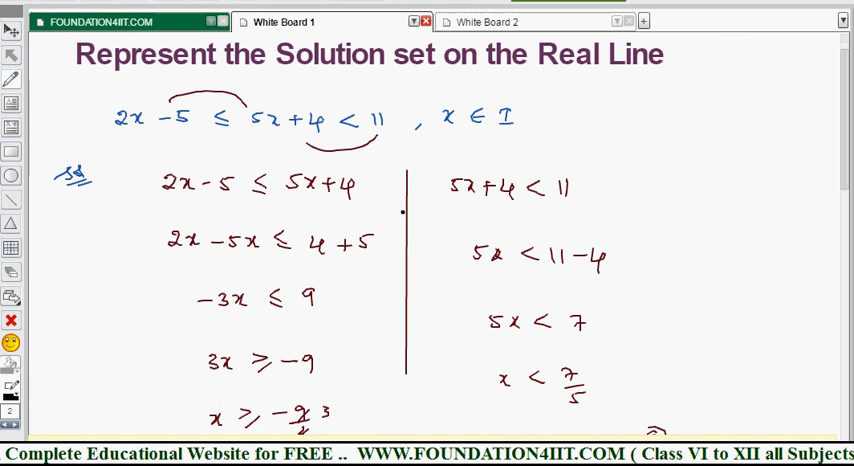 FOUNDATION4IIT.COM
White Board 1
White Board 2
Represent the Solution set on the Real Line
2x - 5 ≤ 5x + 4 < 11 , x ∈ I
2x - 5 ≤ 5x + 4
2x - 5x ≤ 4 + 5
-3x ≤ 9
3x ≥ -9
x ≥ -9 3
5x + 4 < 11
5x < 11 - 4
5x < 7
x < 7/5
2
Complete Educational Website for FREE .. WWW.FOUNDATION4IIT.COM ( Class VI to XII all Subjects